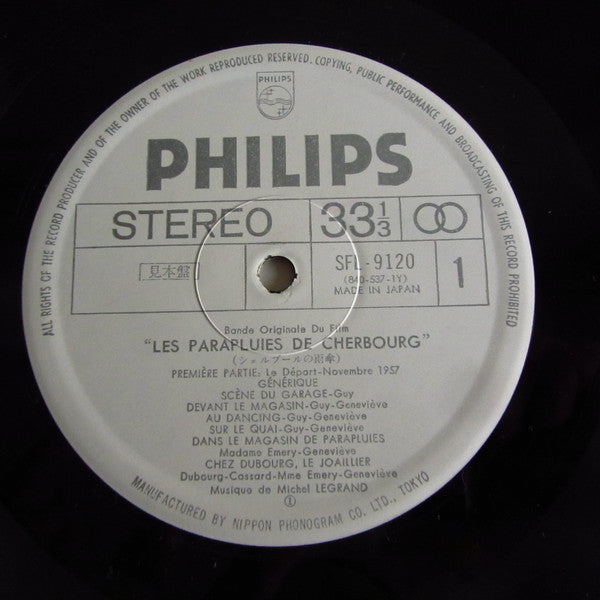 ALL RIGHTS OF THE RECORD PRODUCER AND OF THE OWNER OF THE WORK REPRODUCED RESERVED. COPYING, PUBLIC PERFORMANCE AND BROADCASTING OF THIS RECORD PROHIBITED
PHILIPS
PHILIPS
STEREO 33 1/3
見本盤 SFL-9120 1
(840-537-1Y)
MADE IN JAPAN
Bande Originale Du Film
"LES PARAPLUIES DE CHERBOURG"
(シェルブールの雨傘)
PREMIÈRE PARTIE: Le Départ-Novembre 1957
GÉNÉRIQUE
SCÈNE DU GARAGE-Guy
DEVANT LE MAGASIN-Guy-Geneviève
AU DANCING-Guy-Geneviève
SUR LE QUAI-Guy-Geneviève
DANS LE MAGASIN DE PARAPLUIES
Madame Emery-Geneviève
CHEZ DUBOURG, LE JOAILLIER
Dubourg-Cassard-Mme Emery-Geneviève
Musique de Michel LEGRAND
MANUFACTURED BY NIPPON PHONOGRAM CO. LTD., TOKYO